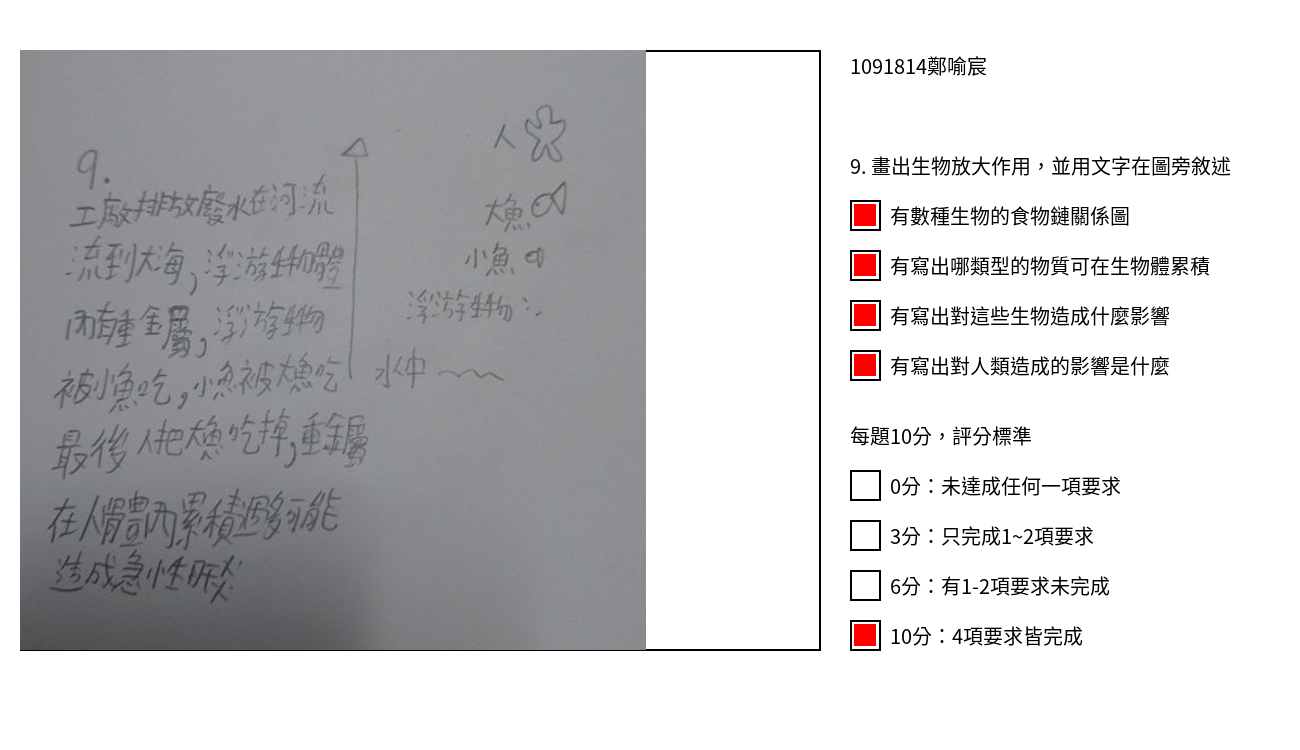 9.
工廠排放廢水在河流
流到大海,浮游生物體
內有重金屬,浮游生物
被小魚吃,小魚被大魚吃
最後人把大魚吃掉,重金屬
在人體內累積過多可能
造成急性肺炎
人
大魚
小魚
浮游生物
水中
1091814鄭喻宸
9. 畫出生物放大作用，並用文字在圖旁敘述
有數種生物的食物鏈關係圖
有寫出哪類型的物質可在生物體累積
有寫出對這些生物造成什麼影響
有寫出對人類造成的影響是什麼
每題10分，評分標準
0分：未達成任何一項要求
3分：只完成1~2項要求
6分：有1-2項要求未完成
10分：4項要求皆完成